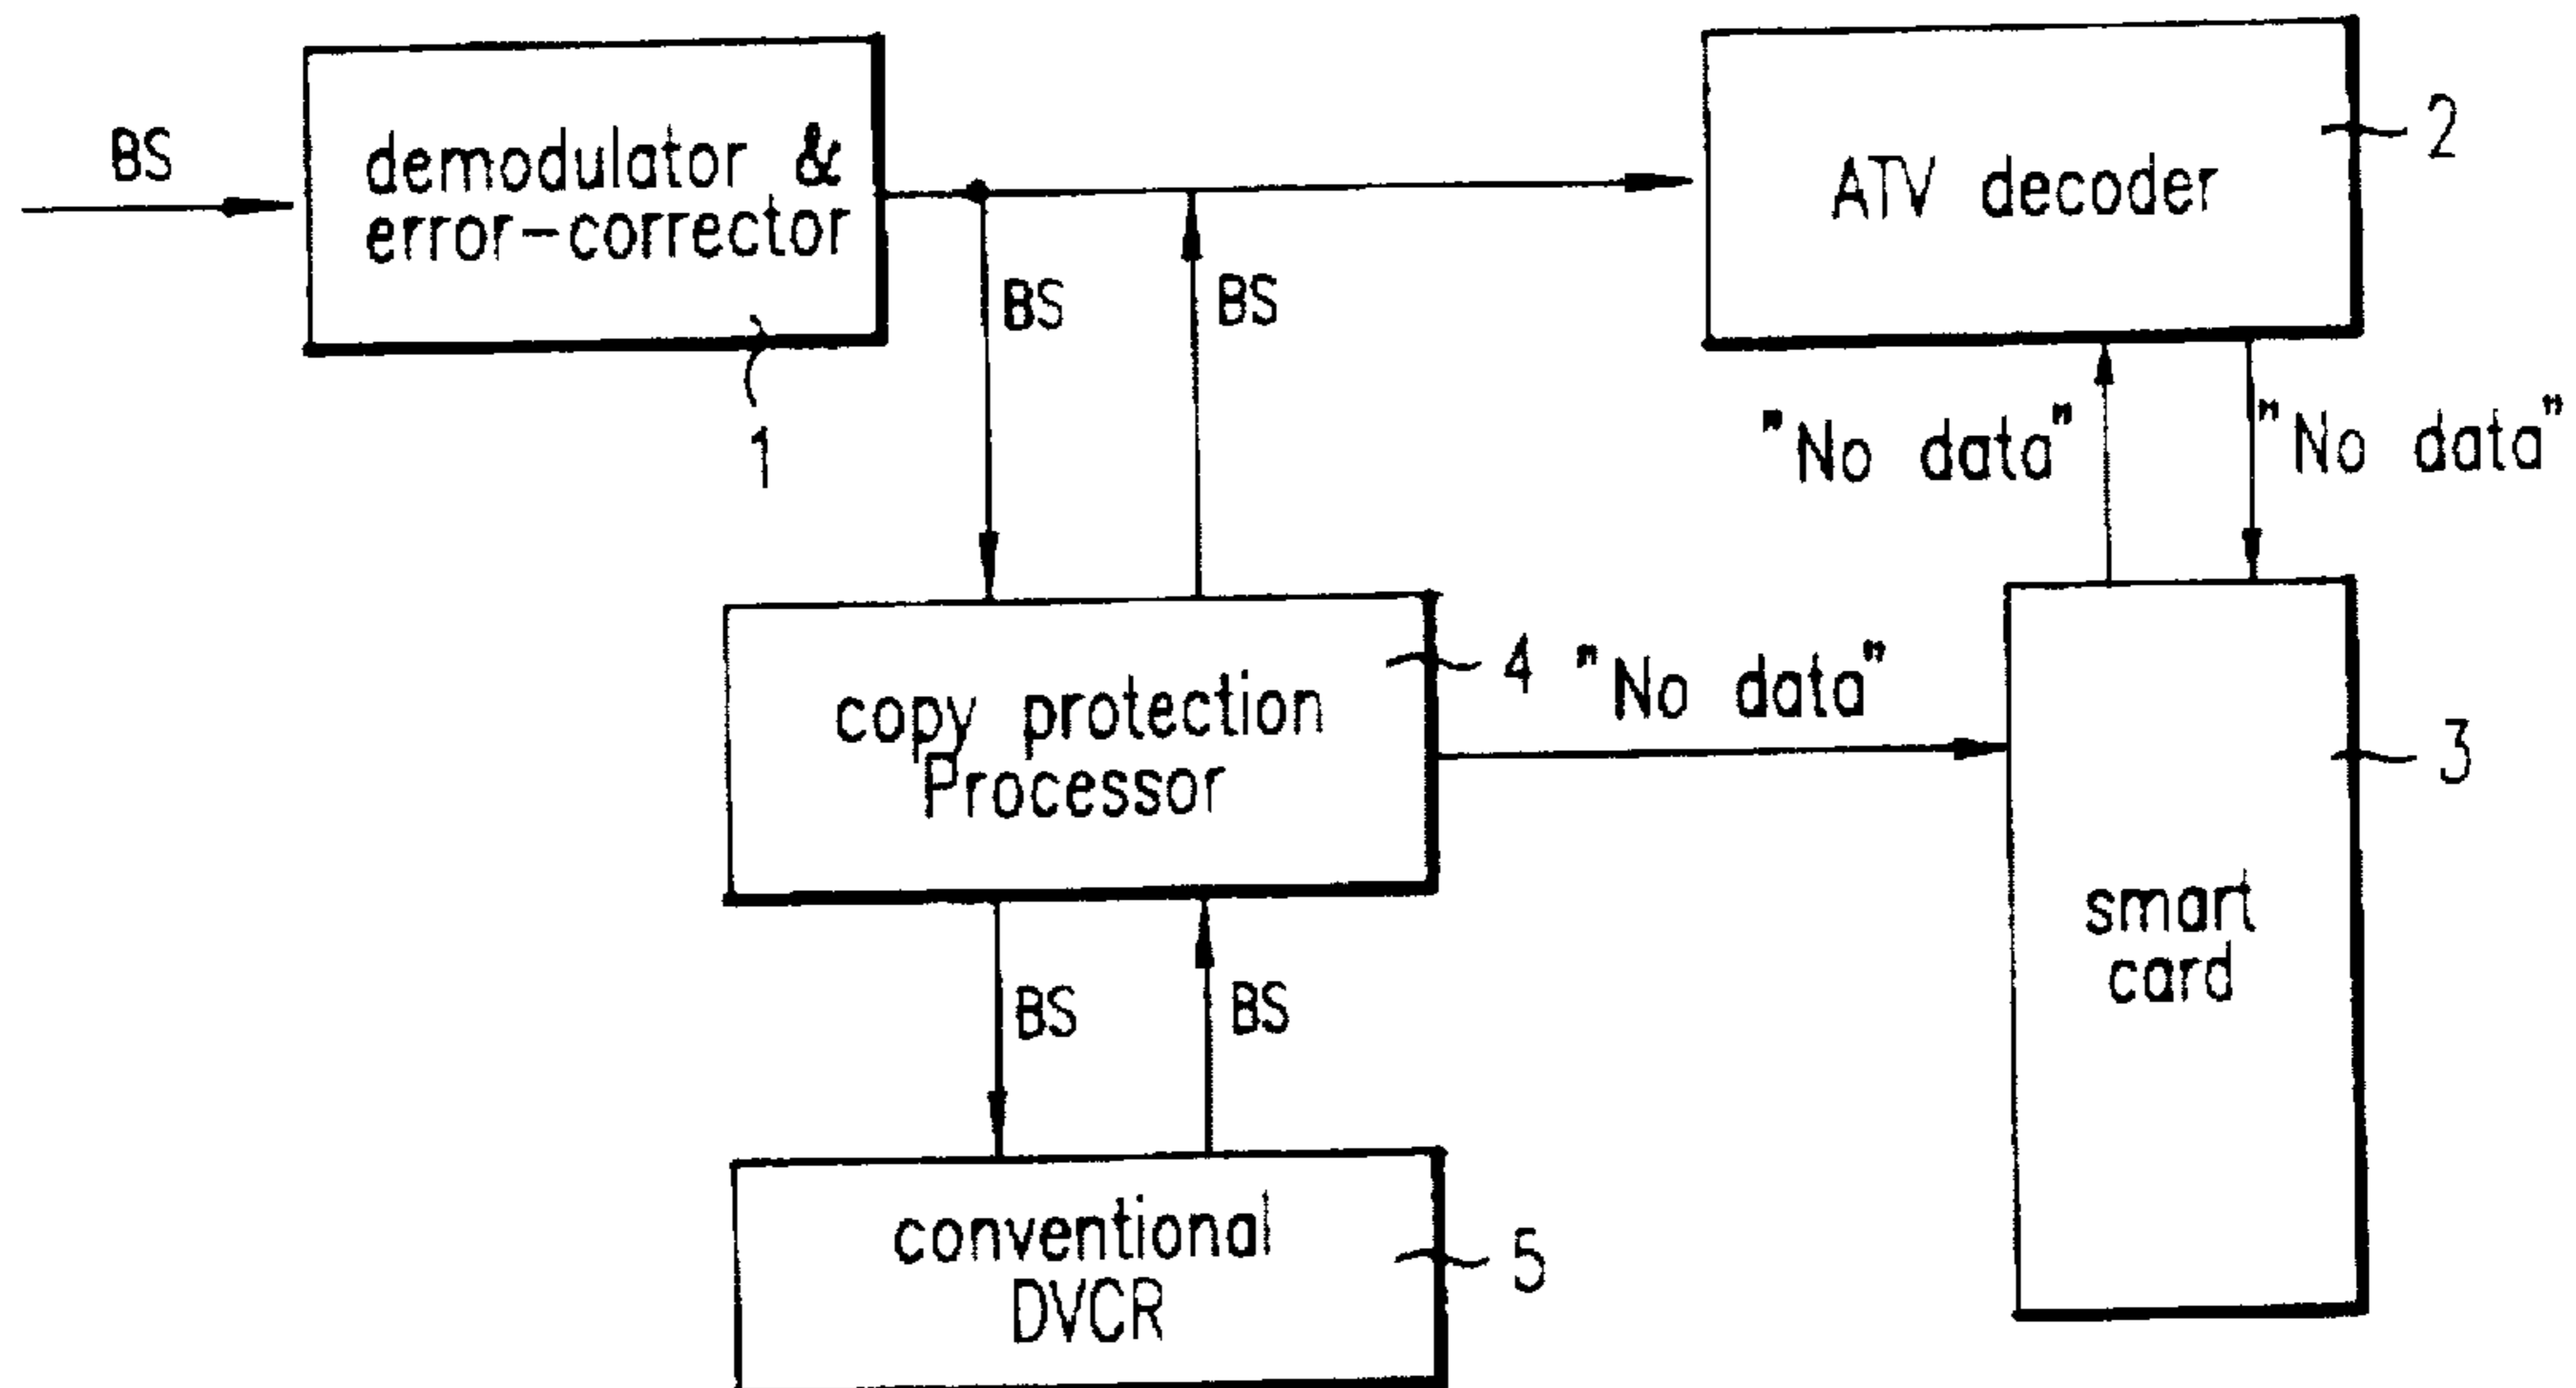 BS
demodulator &
error-corrector
1
ATV decoder
2
BS
BS
"No data"
"No data"
copy protection
Processor
4
"No data"
smart
card
3
BS
BS
conventional
DVCR
5